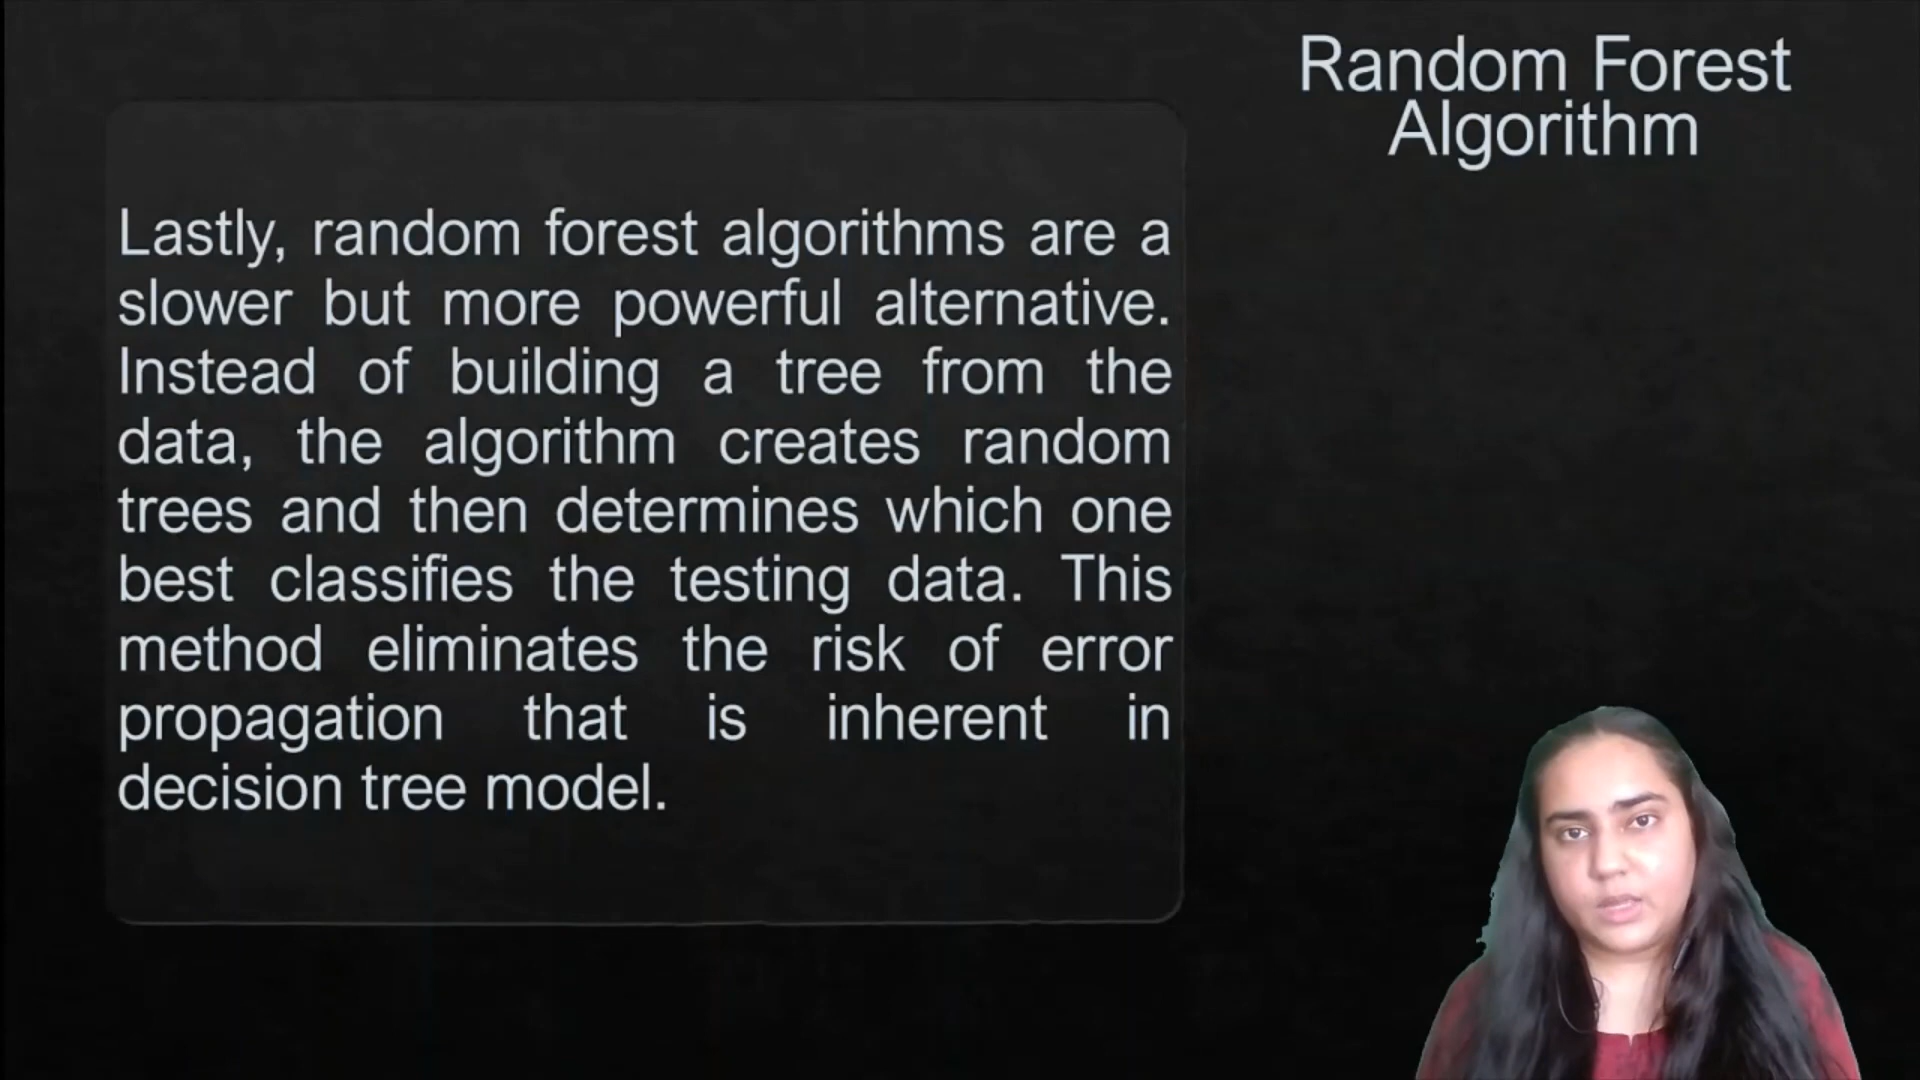 Random Forest
Algorithm
Lastly, random forest algorithms are a
slower but more powerful alternative.
Instead of building a tree from the
data, the algorithm creates random
trees and then determines which one
best classifies the testing data. This
method eliminates the risk of error
propagation that is inherent in
decision tree model.